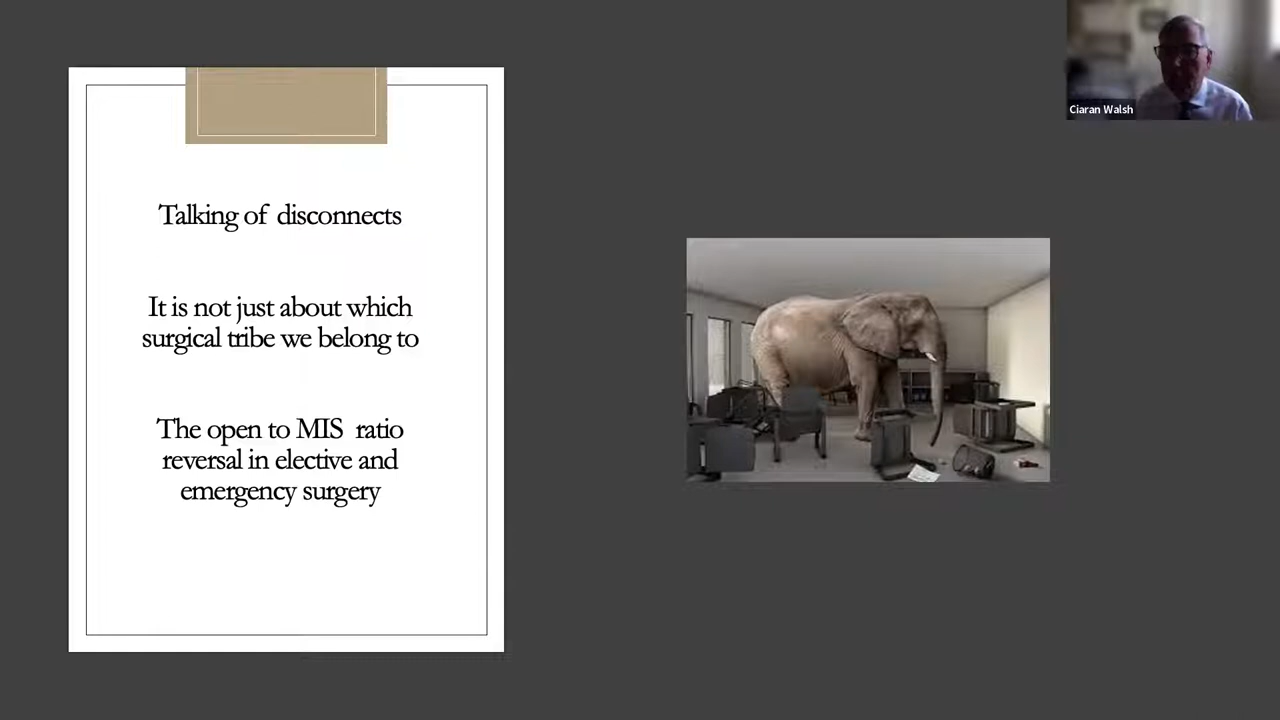 Ciaran Walsh
Talking of disconnects
It is not just about which
surgical tribe we belong to
The open to MIS ratio
reversal in elective and
emergency surgery